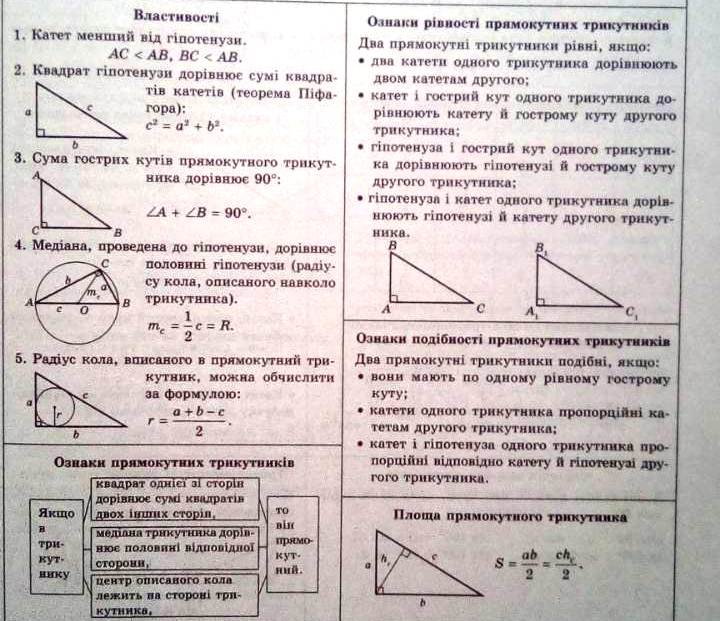 Властивості
1. Катет менший від гіпотенузи.
AC < AB, BC < AB.
2. Квадрат гіпотенузи дорівнює сумі квадра-
тів катетів (теорема Піфа-
гора):
c² = a² + b².
a
c
b
3. Сума гострих кутів прямокутного трикут-
ника дорівнює 90°:
∠A + ∠B = 90°.
A
C
B
4. Медіана, проведена до гіпотенузи, дорівнює
половині гіпотенузи (радіу-
су кола, описаного навколо
трикутника).
m_c = 1/2 c = R.
C
b
m_c
a
A
c
O
B
5. Радіус кола, вписаного в прямокутний три-
кутник, можна обчислити
за формулою:
r = (a + b − c)/2.
a
c
r
b
Ознаки прямокутних трикутників
Якщо
в
три-
кут-
нику
квадрат однієї зі сторін
дорівнює сумі квадратів
двох інших сторін,
медіана трикутника дорів-
нює половині відповідної
сторони,
центр описаного кола
лежить на стороні три-
кутника,
то
він
прямо-
кут-
ний.
Ознаки рівності прямокутних трикутників
Два прямокутні трикутники рівні, якщо:
• два катети одного трикутника дорівнюють
двом катетам другого;
• катет і гострий кут одного трикутника до-
рівнюють катету й гострому куту другого
трикутника;
• гіпотенуза і гострий кут одного трикутни-
ка дорівнюють гіпотенузі й гострому куту
другого трикутника;
• гіпотенуза і катет одного трикутника дорів-
нюють гіпотенузі й катету другого трикут-
ника.
B
A
C
B₁
A₁
C₁
Ознаки подібності прямокутних трикутників
Два прямокутні трикутники подібні, якщо:
• вони мають по одному рівному гострому
куту;
• катети одного трикутника пропорційні ка-
тетам другого трикутника;
• катет і гіпотенуза одного трикутника про-
порційні відповідно катету й гіпотенузі дру-
гого трикутника.
Площа прямокутного трикутника
a
h_c
c
b
S = ab/2 = ch_c/2.